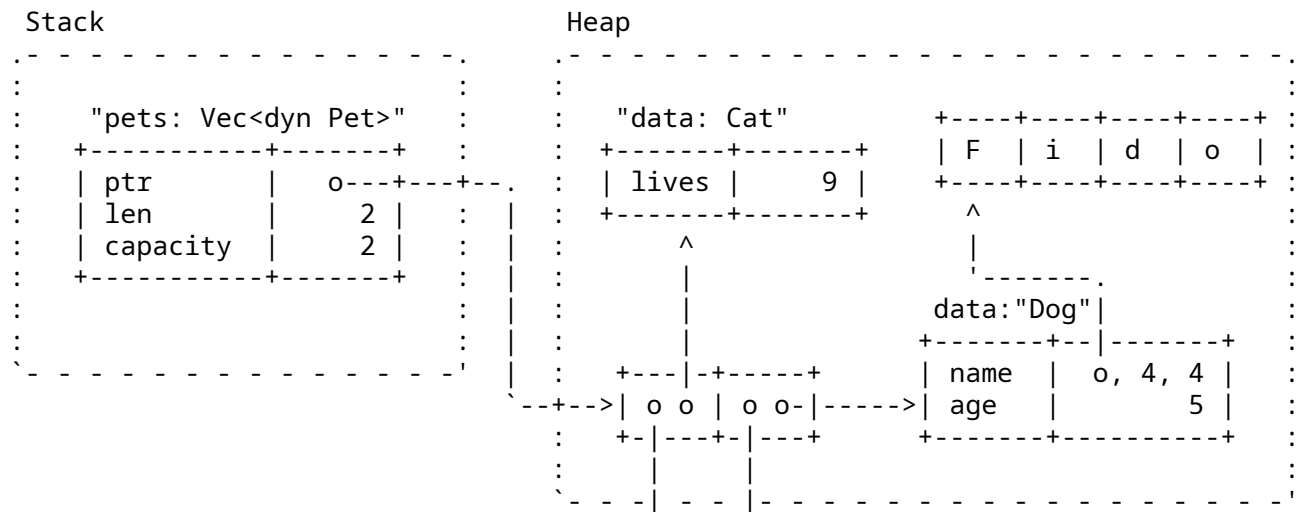 Stack Heap
"pets: Vec<dyn Pet>" "data: Cat"
F i d o
ptr o lives 9
len 2
capacity 2
data:"Dog"
name o, 4, 4
o o o o age 5